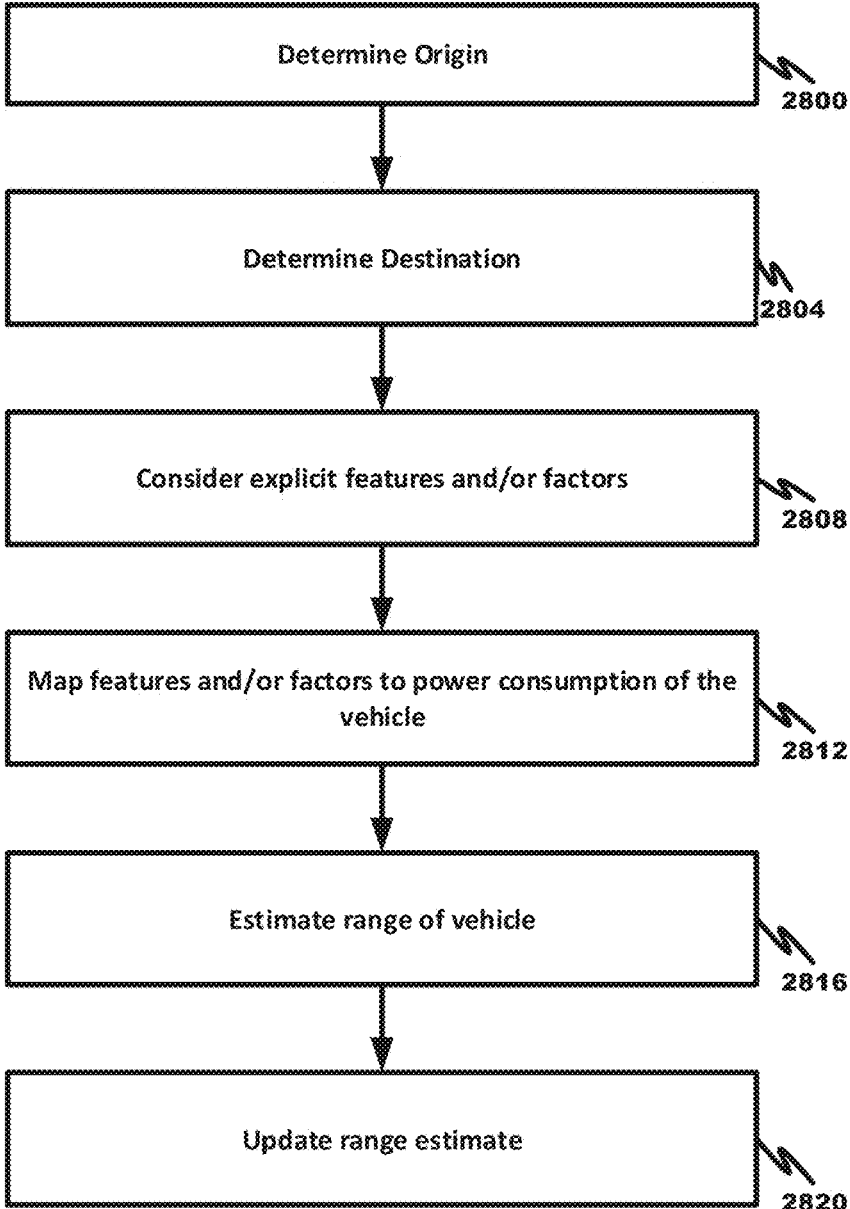 Determine Origin
2800
Determine Destination
2804
Consider explicit features and/or factors
2808
Map features and/or factors to power consumption of the
vehicle
2812
Estimate range of vehicle
2816
Update range estimate
2820